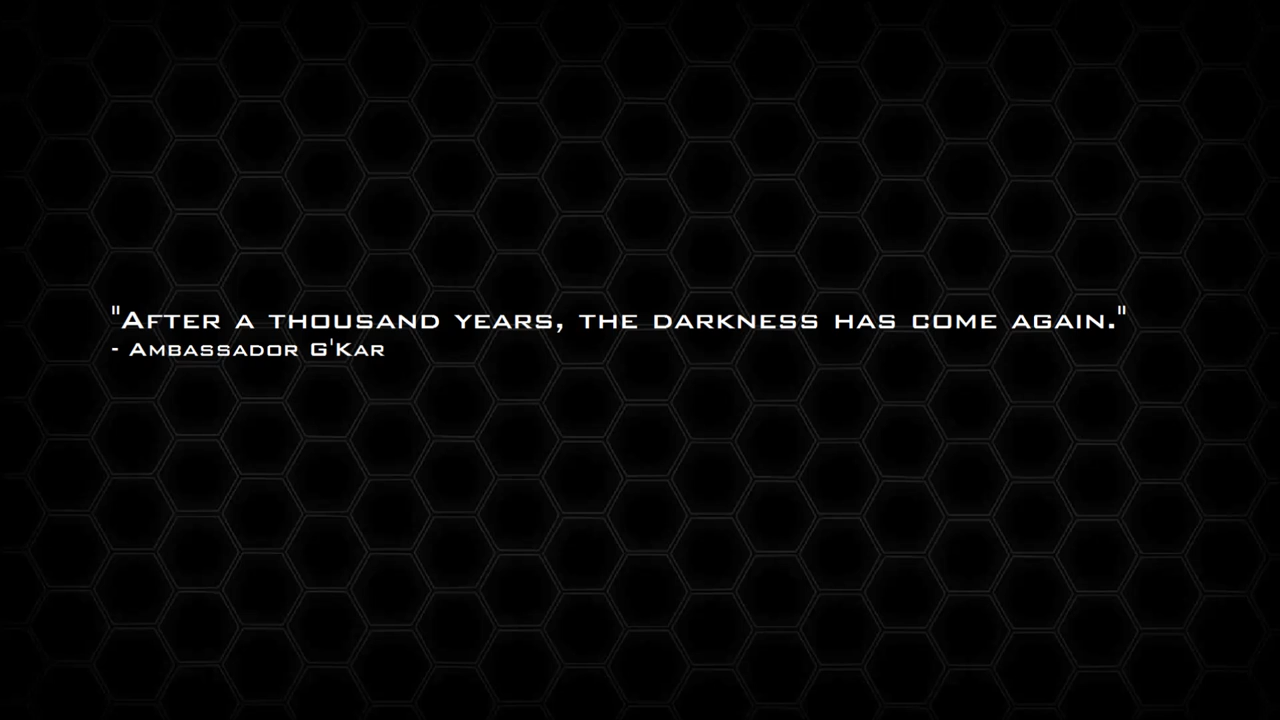 "After a thousand years, the darkness has come again."
- Ambassador G'Kar